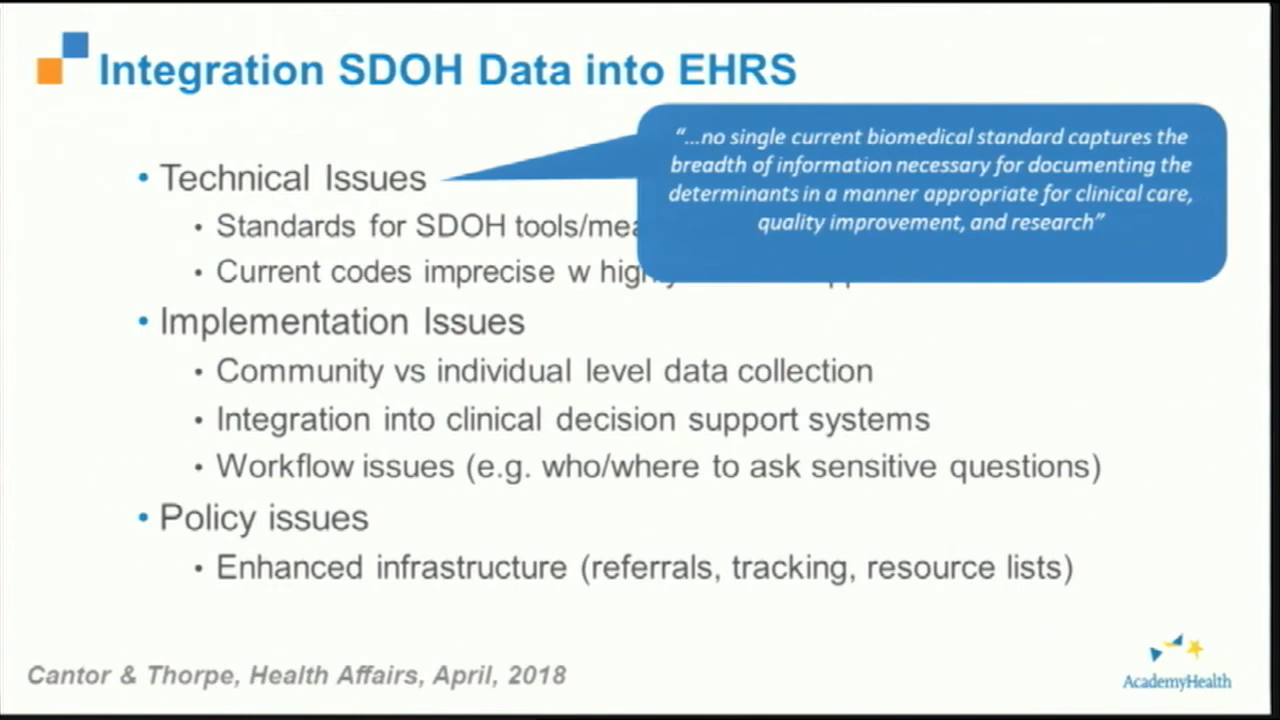 Integration SDOH Data into EHRS
"...no single current biomedical standard captures the
breadth of information necessary for documenting the
determinants in a manner appropriate for clinical care,
quality improvement, and research"
• Technical Issues
• Standards for SDOH
• Current codes imprecise w
• Implementation Issues
• Community vs individual level data collection
• Integration into clinical decision support systems
• Workflow issues (e.g. who/where to ask sensitive questions)
• Policy issues
• Enhanced infrastructure (referrals, tracking, resource lists)
Cantor & Thorpe, Health Affairs, April, 2018
AcademyHealth